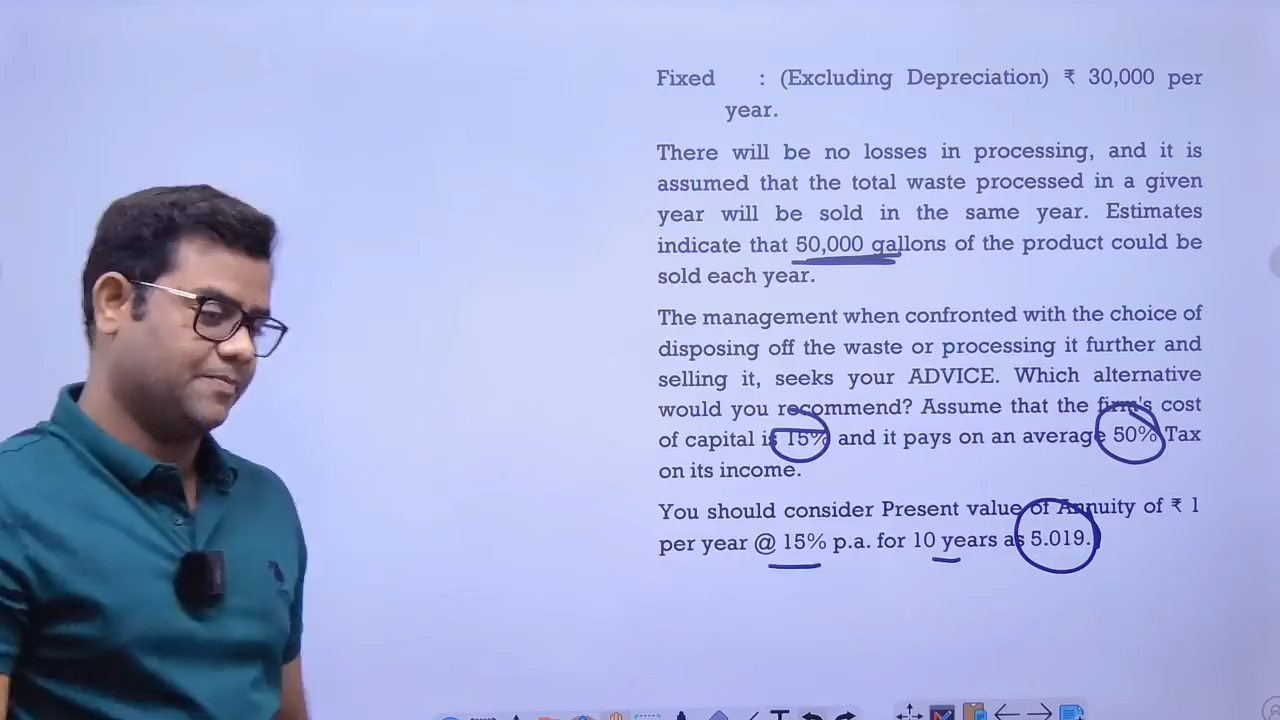 Fixed : (Excluding Depreciation) ₹ 30,000 per
year.
There will be no losses in processing, and it is
assumed that the total waste processed in a given
year will be sold in the same year. Estimates
indicate that 50,000 gallons of the product could be
sold each year.
The management when confronted with the choice of
disposing off the waste or processing it further and
selling it, seeks your ADVICE. Which alternative
would you recommend? Assume that the firm's cost
of capital is 15% and it pays on an average 50% Tax
on its income.
You should consider Present value of Annuity of ₹ 1
per year @ 15% p.a. for 10 years as 5.019.]